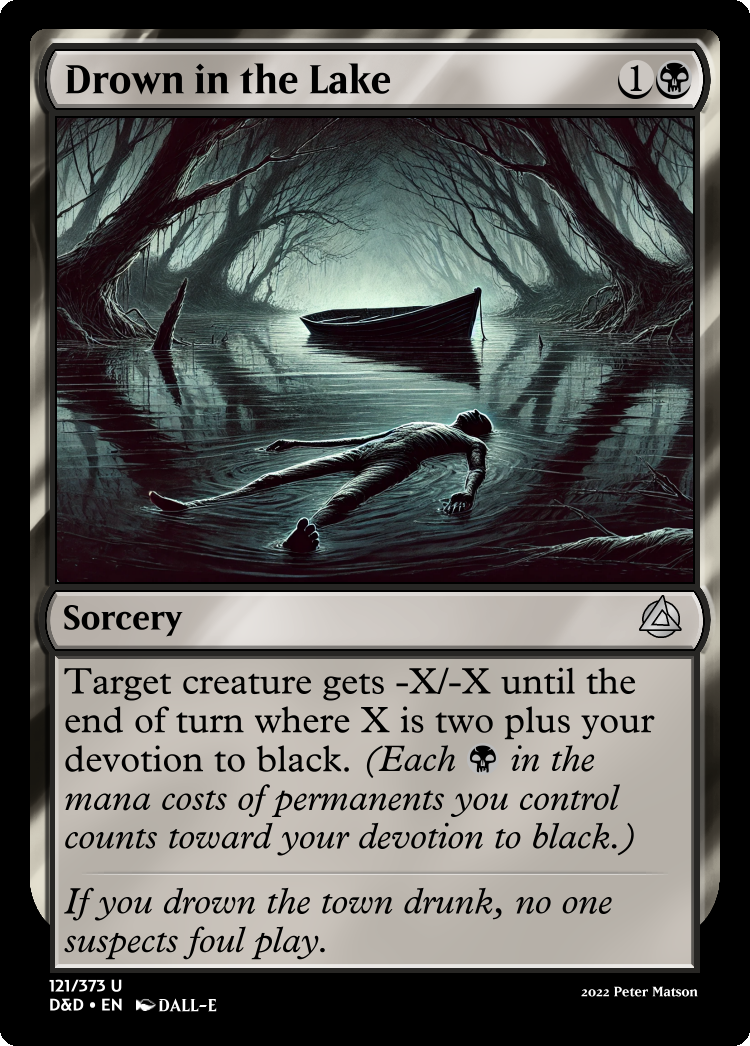 Drown in the Lake 1
Sorcery
Target creature gets -X/-X until the
end of turn where X is two plus your
devotion to black. (Each in the
mana costs of permanents you control
counts toward your devotion to black.)
If you drown the town drunk, no one
suspects foul play.
121/373 U
D&D • EN DALL-E
2022 Peter Matson